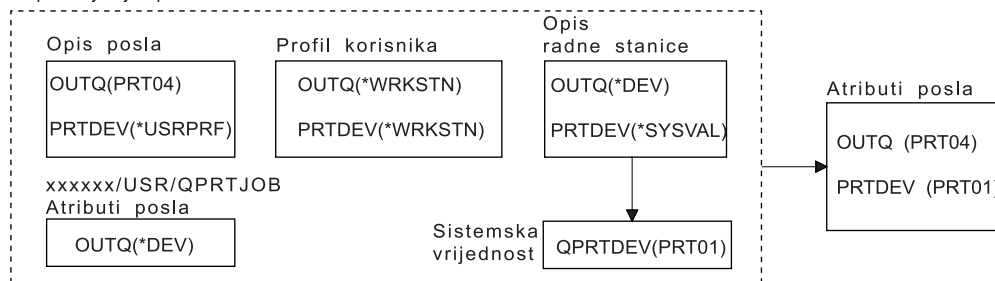 Opis posla
OUTQ(PRT04)
PRTDEV(*USRPRF)
Profil korisnika
OUTQ(*WRKSTN)
PRTDEV(*WRKSTN)
Opis
radne stanice
OUTQ(*DEV)
PRTDEV(*SYSVAL)
xxxxxx/USR/QPRTJOB
Atributi posla
OUTQ(*DEV)
Sistemska
vrijednost
QPRTDEV(PRT01)
Atributi posla
OUTQ (PRT04)
PRTDEV (PRT01)